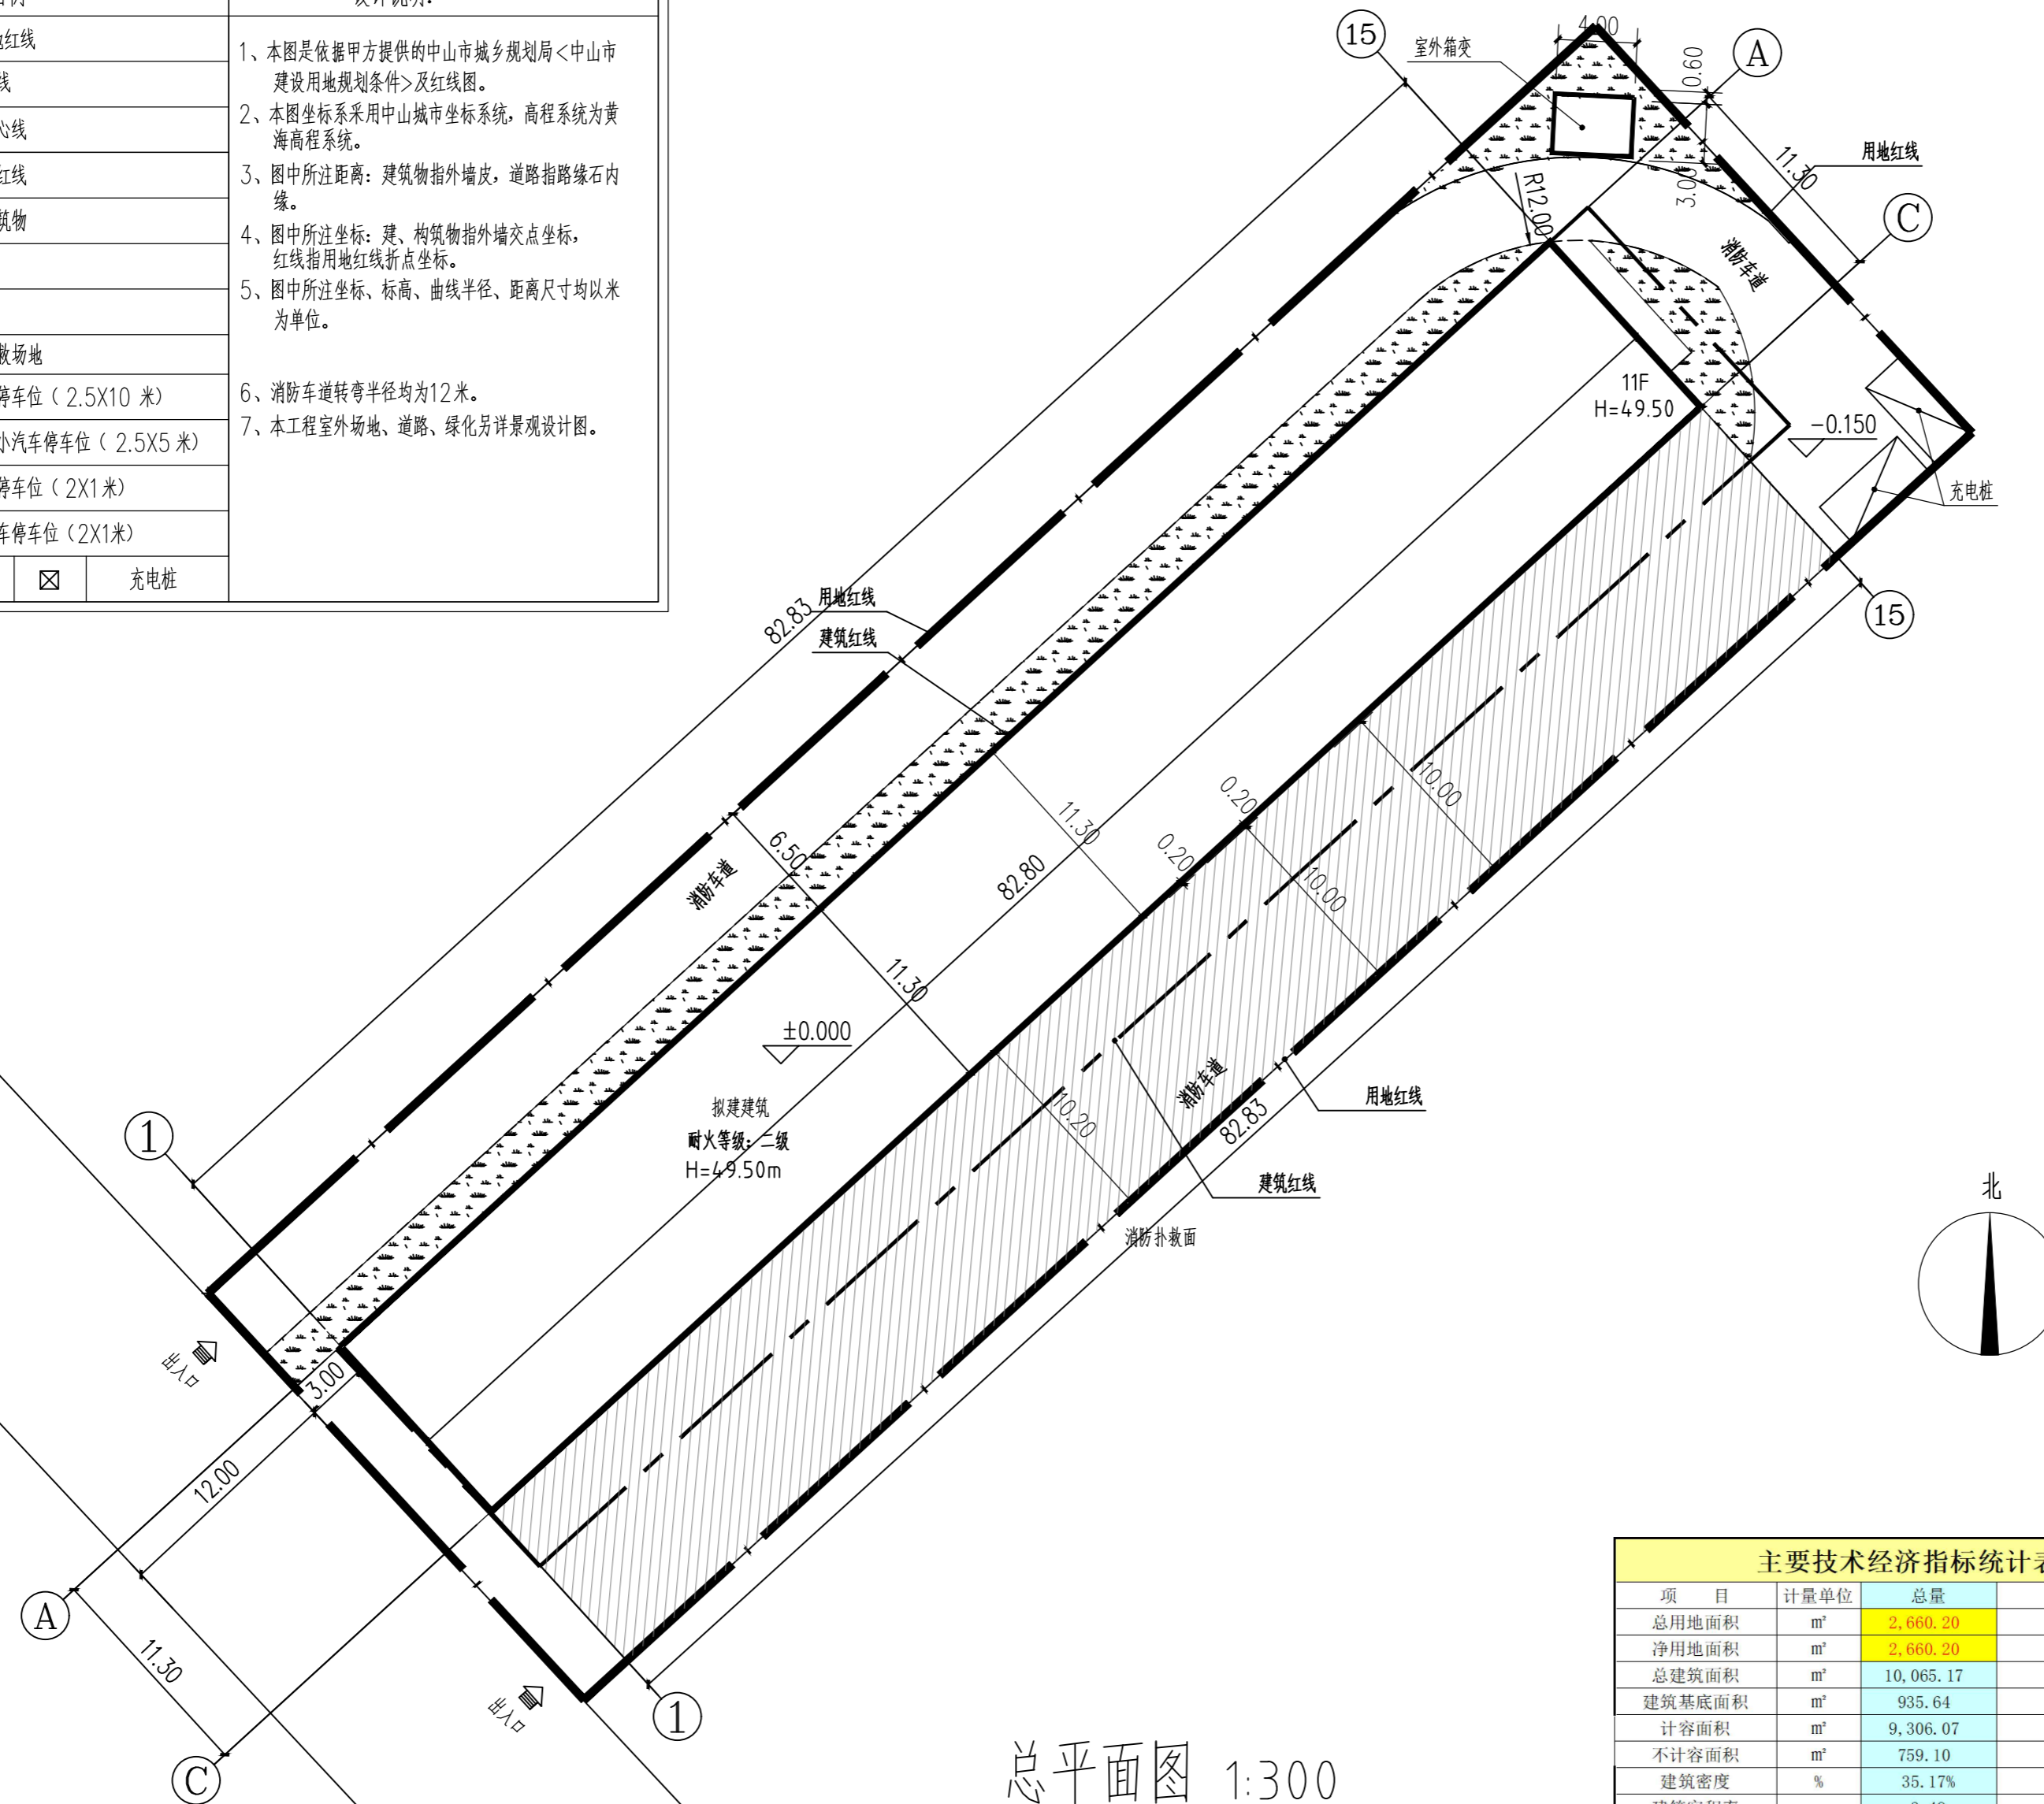 设计说明:
地红线
线
心线
红线
筑物
救场地
停车位（2.5X10 米）
小汽车停车位（2.5X5 米）
停车位（2X1米）
车停车位（2X1米）
充电桩
1、本图是依据甲方提供的中山市城乡规划局<中山市
建设用地规划条件>及红线图。
2、本图坐标系采用中山城市坐标系统，高程系统为黄
海高程系统。
3、图中所注距离：建筑物指外墙皮，道路指路缘石内
缘。
4、图中所注坐标：建、构筑物指外墙交点坐标，
红线指用地红线折点坐标。
5、图中所注坐标、标高、曲线半径、距离尺寸均以米
为单位。
6、消防车道转弯半径均为12米。
7、本工程室外场地、道路、绿化另详景观设计图。
15
室外箱变
4.00
0.60
A
11.30
用地红线
3.00
R12.00
C
消防车道
11F
H=49.50
-0.150
充电桩
15
82.83
用地红线
建筑红线
6.50
消防车道
11.30
82.80
0.20
0.20
10.00
10.00
11.30
±0.000
拟建建筑
耐火等级：二级
H=49.50m
10.20
消防车道
82.83
用地红线
建筑红线
消防扑救面
北
1
出入口
3.00
12.00
A
11.30
C
出入口
1
总平面图 1:300
主要技术经济指标统计表
项 目 计量单位 总量
总用地面积 m² 2,660.20
净用地面积 m² 2,660.20
总建筑面积 m² 10,065.17
建筑基底面积 m² 935.64
计容面积 m² 9,306.07
不计容面积 m² 759.10
建筑密度 % 35.17%